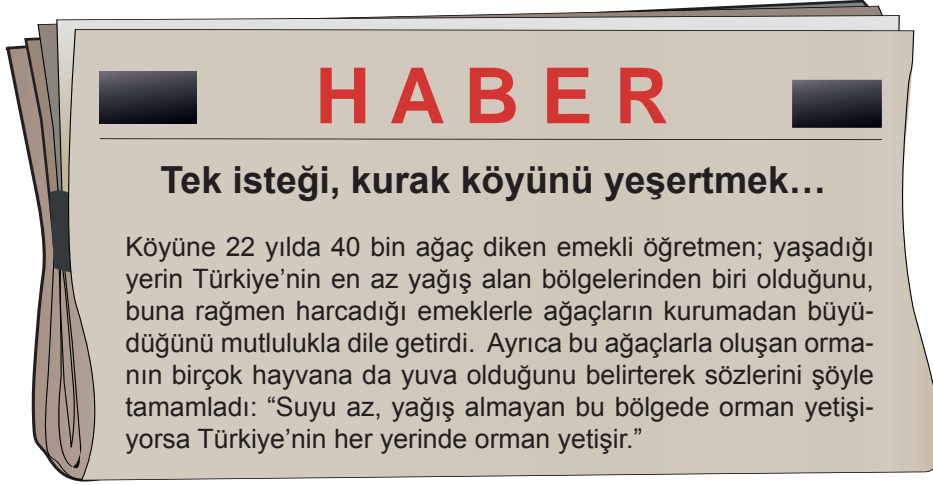 HABER
Tek isteği, kurak köyünü yeşertmek…
Köyüne 22 yılda 40 bin ağaç diken emekli öğretmen; yaşadığı
yerin Türkiye’nin en az yağış alan bölgelerinden biri olduğunu,
buna rağmen harcadığı emeklerle ağaçların kurumadan büyü-
düğünü mutlulukla dile getirdi. Ayrıca bu ağaçlarla oluşan orma-
nın birçok hayvana da yuva olduğunu belirterek sözlerini şöyle
tamamladı: “Suyu az, yağış almayan bu bölgede orman yetişi-
yorsa Türkiye’nin her yerinde orman yetişir.”